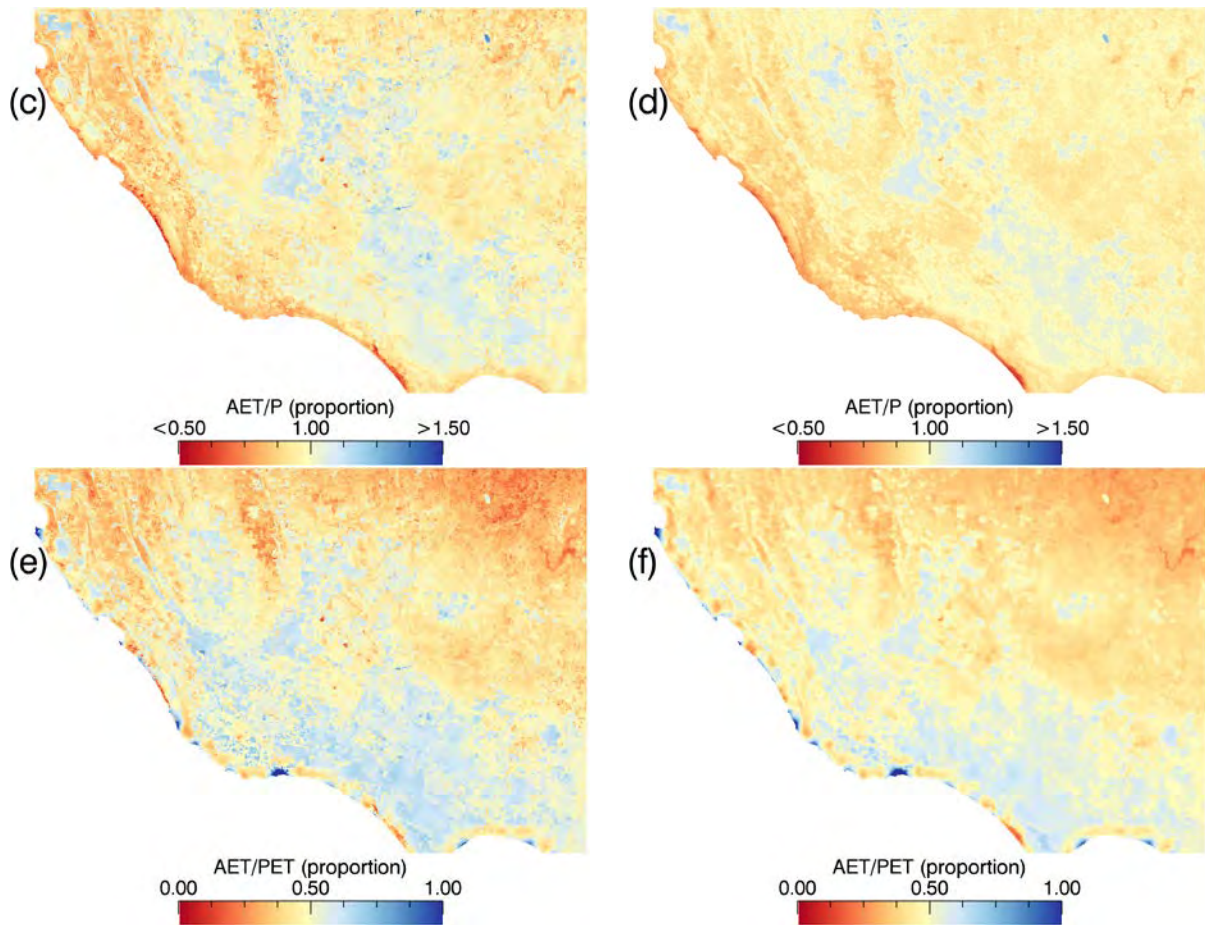 (c)
(d)
AET/P (proportion)
<0.50 1.00 >1.50
AET/P (proportion)
<0.50 1.00 >1.50
(e)
(f)
AET/PET (proportion)
0.00 0.50 1.00
AET/PET (proportion)
0.00 0.50 1.00